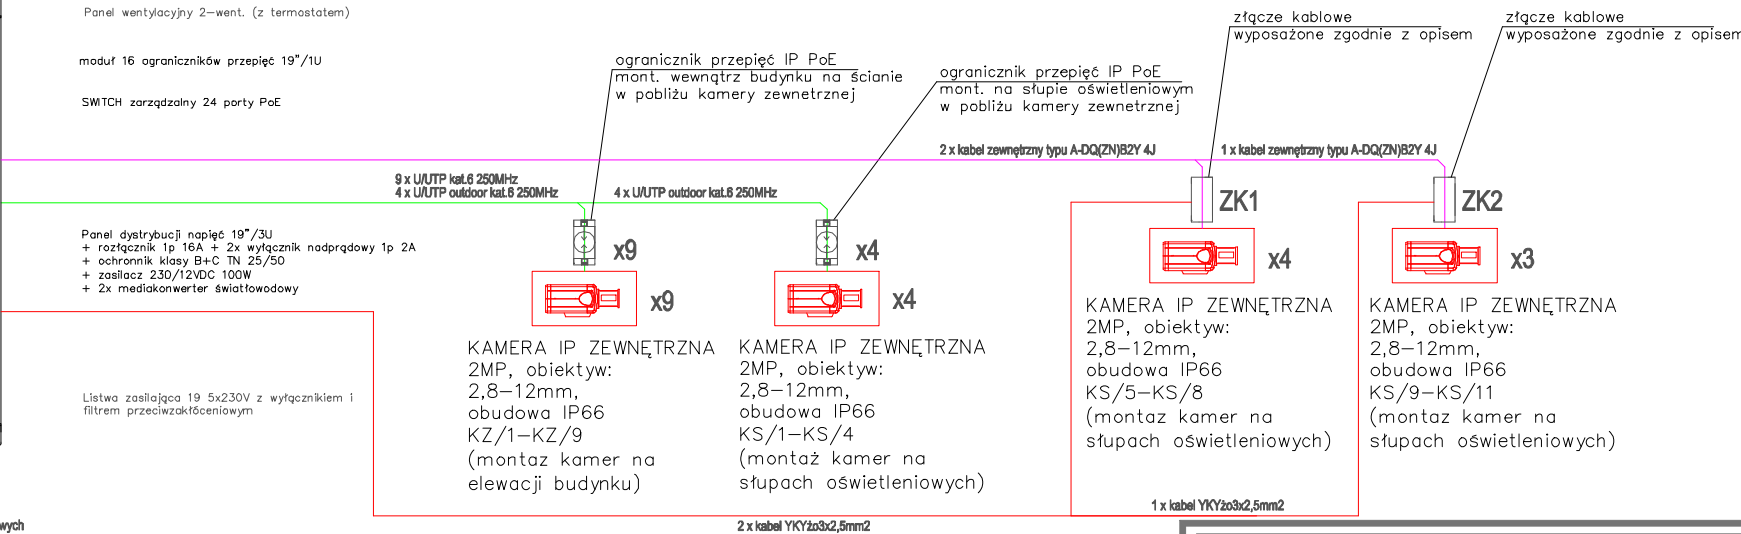 Panel wentylacyjny 2-went. (z termostatem)
moduł 16 ograniczników przepięć 19"/1U
SWITCH zarządzalny 24 porty PoE
ogranicznik przepięć IP PoE
mont. wewnątrz budynku na ścianie
w pobliżu kamery zewnetrznej
ogranicznik przepięć IP PoE
mont. na słupie oświetleniowym
w pobliżu kamery zewnetrznej
złącze kablowe
wyposażone zgodnie z opisem
złącze kablowe
wyposażone zgodnie z opisem
2 x kabel zewnętrzny typu A-DQ(ZN)B2Y 4J
1 x kabel zewnętrzny typu A-DQ(ZN)B2Y 4J
9 x U/UTP kat.6 250MHz
4 x U/UTP outdoor kat.6 250MHz
4 x U/UTP outdoor kat.6 250MHz
ZK1
ZK2
Panel dystrybucji napięć 19"/3U
+ rozłącznik 1p 16A + 2x wyłącznik nadprądowy 1p 2A
+ ochronnik klasy B+C TN 25/50
+ zasilacz 230/12VDC 100W
+ 2x mediakonwerter światłowodowy
x9
x4
x4
x3
x9
x4
KAMERA IP ZEWNĘTRZNA
2MP, obiektyw:
2,8-12mm,
obudowa IP66
KZ/1-KZ/9
(montaz kamer na
elewacji budynku)
KAMERA IP ZEWNĘTRZNA
2MP, obiektyw:
2,8-12mm,
obudowa IP66
KS/1-KS/4
(montaż kamer na
słupach oświetleniowych)
KAMERA IP ZEWNĘTRZNA
2MP, obiektyw:
2,8-12mm,
obudowa IP66
KS/5-KS/8
(montaz kamer na
słupach oświetleniowych)
KAMERA IP ZEWNĘTRZNA
2MP, obiektyw:
2,8-12mm,
obudowa IP66
KS/9-KS/11
(montaz kamer na
słupach oświetleniowych)
Listwa zasilająca 19 5x230V z wyłącznikiem i
filtrem przeciwzakłóceniowym
1 x kabel YKYżo3x2,5mm2
2 x kabel YKYżo3x2,5mm2
wych